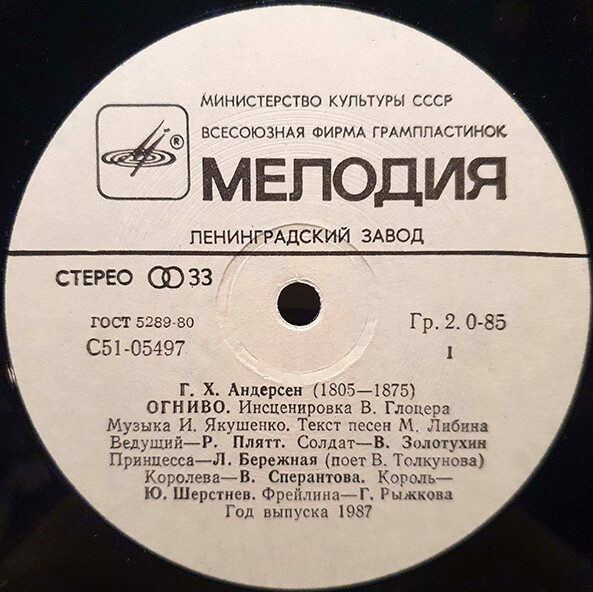 МИНИСТЕРСТВО КУЛЬТУРЫ СССР
ВСЕСОЮЗНАЯ ФИРМА ГРАМПЛАСТИНОК
®
МЕЛОДИЯ
ЛЕНИНГРАДСКИЙ ЗАВОД
СТЕРЕО 33
ГОСТ 5289-80
Гр. 2. 0-85
С51-05497
1
Г. Х. Андерсен (1805—1875)
ОГНИВО. Инсценировка В. Глоцера
Музыка И. Якушенко. Текст песен М. Либина
Ведущий—Р. Плятт. Солдат—В. Золотухин
Принцесса—Л. Бережная (поет В. Толкунова)
Королева—В. Сперантова. Король—
Ю. Шерстнев. Фрейлина—Г. Рыжкова
Год выпуска 1987